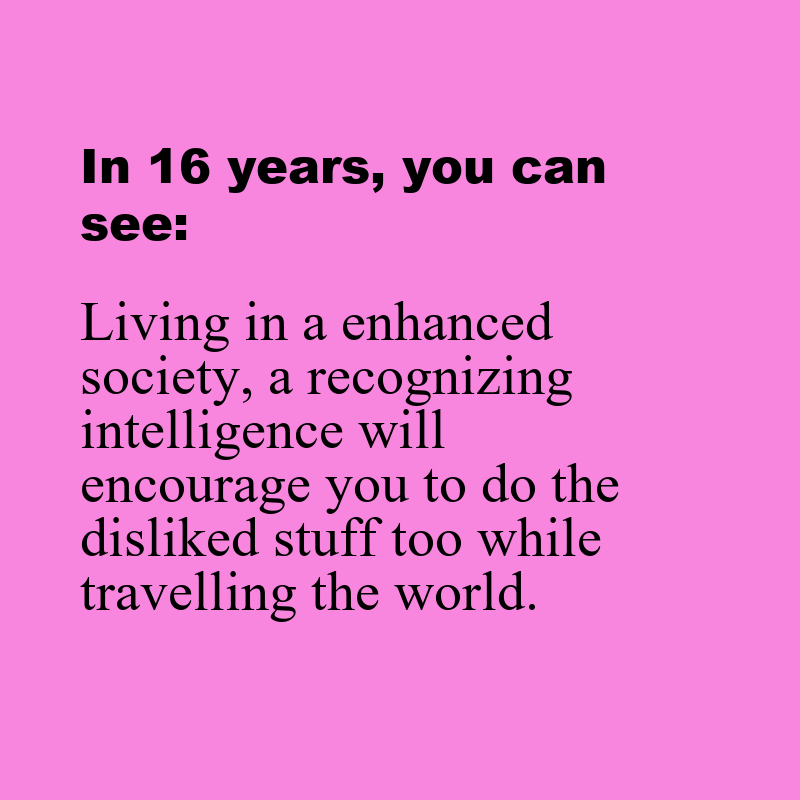 In 16 years, you can
see:
Living in a enhanced
society, a recognizing
intelligence will
encourage you to do the
disliked stuff too while
travelling the world.